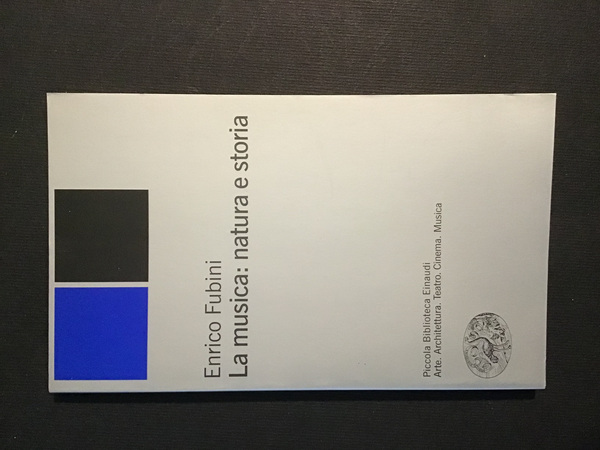 Enrico Fubini
La musica: natura e storia
Piccola Biblioteca Einaudi
Arte. Architettura. Teatro. Cinema. Musica